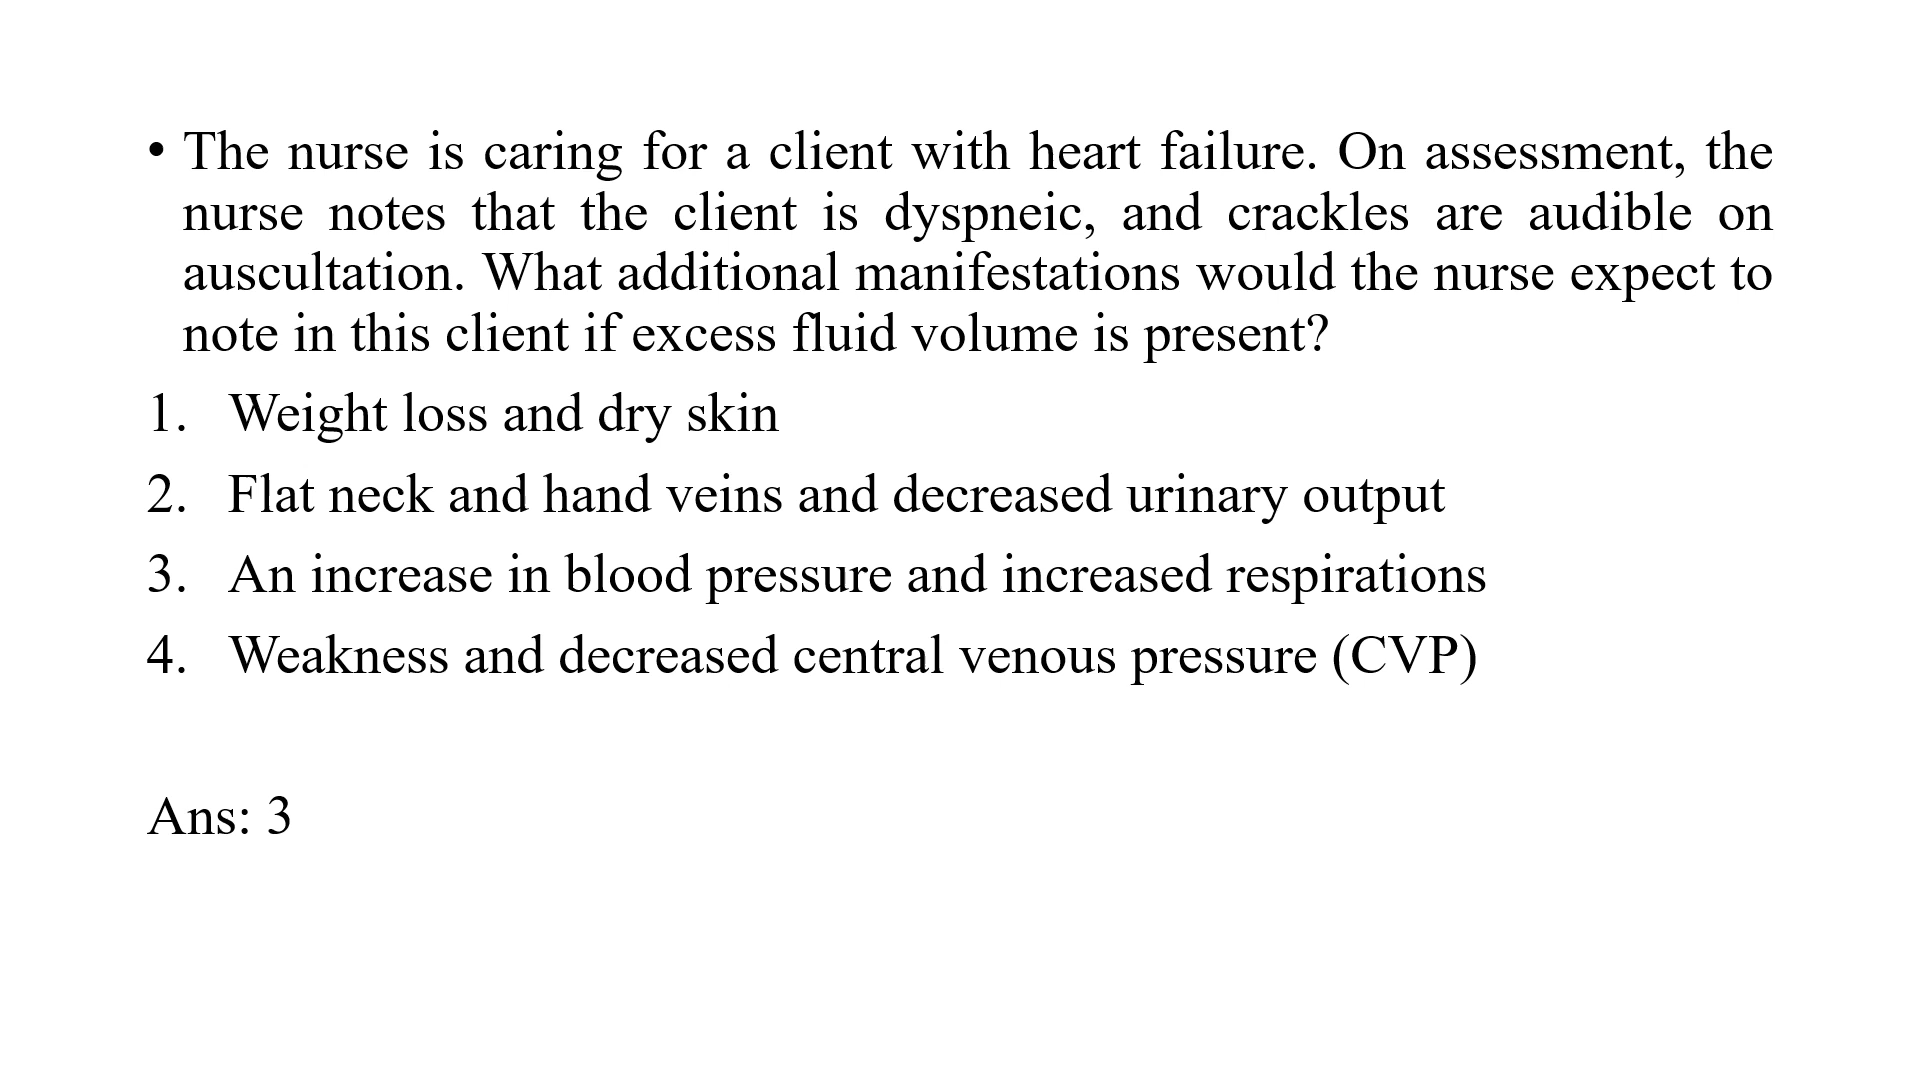 • The nurse is caring for a client with heart failure. On assessment, the
nurse notes that the client is dyspneic, and crackles are audible on
auscultation. What additional manifestations would the nurse expect to
note in this client if excess fluid volume is present?
1. Weight loss and dry skin
2. Flat neck and hand veins and decreased urinary output
3. An increase in blood pressure and increased respirations
4. Weakness and decreased central venous pressure (CVP)
Ans: 3